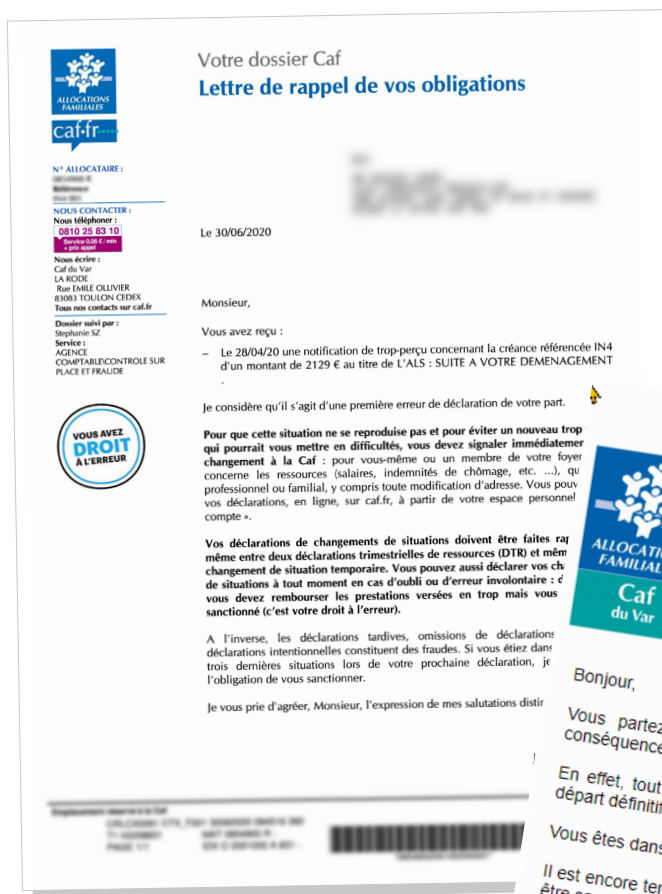 Votre dossier Caf
Lettre de rappel de vos obligations
ALLOCATIONS
FAMILIALES
caf·fr
N° ALLOCATAIRE :
NOUS CONTACTER :
Nous téléphoner :
0810 25 83 10
Service 0,06 € / min
+ prix appel
Nous écrire :
Caf du Var
LA RODE
Rue EMILE OLLIVIER
83083 TOULON CEDEX
Tous nos contacts sur caf.fr
Dossier suivi par :
Stephanie SZ
Service :
AGENCE
COMPTABLE\CONTROLE SUR
PLACE ET FRAUDE
VOUS AVEZ
DROIT
À L'ERREUR
Le 30/06/2020
Monsieur,
Vous avez reçu :
– Le 28/04/20 une notification de trop-perçu concernant la créance référencée IN4
d'un montant de 2129 € au titre de L'ALS : SUITE A VOTRE DEMENAGEMENT
.
Je considère qu'il s'agit d'une première erreur de déclaration de votre part.
Pour que cette situation ne se reproduise pas et pour éviter un nouveau trop
qui pourrait vous mettre en difficultés, vous devez signaler immédiatemen
changement à la Caf : pour vous-même ou un membre de votre foyer
concerne les ressources (salaires, indemnités de chômage, etc. ...), qu
professionnel ou familial, y compris toute modification d'adresse. Vous pouv
vos déclarations, en ligne, sur caf.fr, à partir de votre espace personnel
compte ».
Vos déclarations de changements de situations doivent être faites rap
même entre deux déclarations trimestrielles de ressources (DTR) et mêm
changement de situation temporaire. Vous pouvez aussi déclarer vos ch
de situations à tout moment en cas d'oubli ou d'erreur involontaire :
vous devez rembourser les prestations versées en trop mais vous
sanctionné (c'est votre droit à l'erreur).
A l'inverse, les déclarations tardives, omissions de déclarations
déclarations intentionnelles constituent des fraudes. Si vous étiez dans
trois dernières situations lors de votre prochaine déclaration, je
l'obligation de vous sanctionner.
Je vous prie d'agréer, Monsieur, l'expression de mes salutations distin
Emplacement réservé à la Caf
PAGE 1/1
ALLOCATI
FAMILIAL
Caf
du Var
Bonjour,
Vous partez
conséquence
En effet, tout
départ définitif
Vous êtes dans
Il est encore ten
être